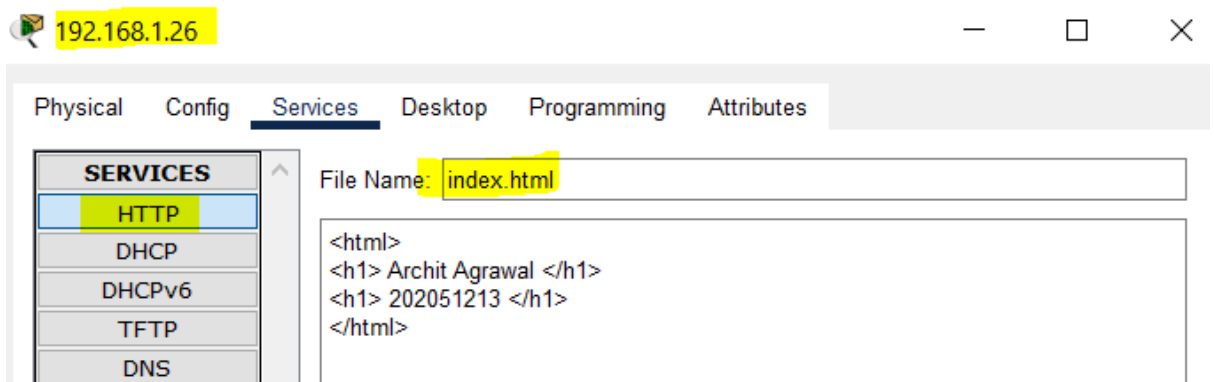 192.168.1.26
Physical Config Services Desktop Programming Attributes
SERVICES
HTTP
DHCP
DHCPv6
TFTP
DNS
File Name: index.html
<html>
<h1> Archit Agrawal </h1>
<h1> 202051213 </h1>
</html>